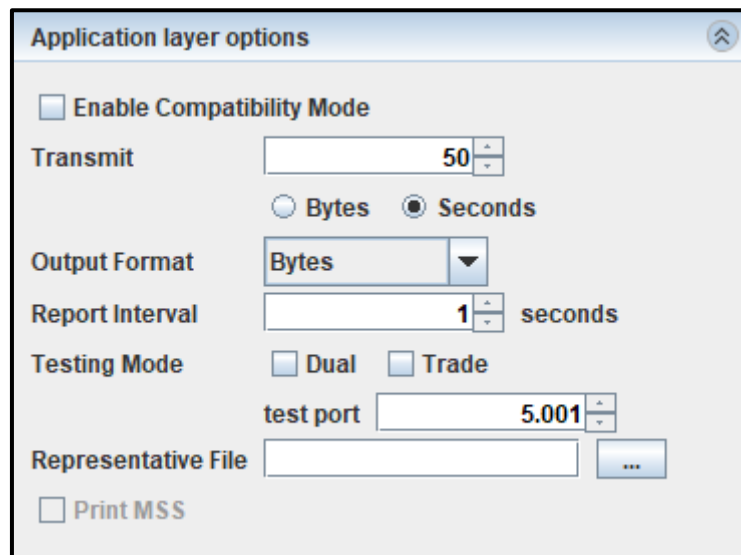 Application layer options
Enable Compatibility Mode
Transmit 50
Bytes Seconds
Output Format Bytes
Report Interval 1 seconds
Testing Mode Dual Trade
test port 5.001
Representative File ...
Print MSS